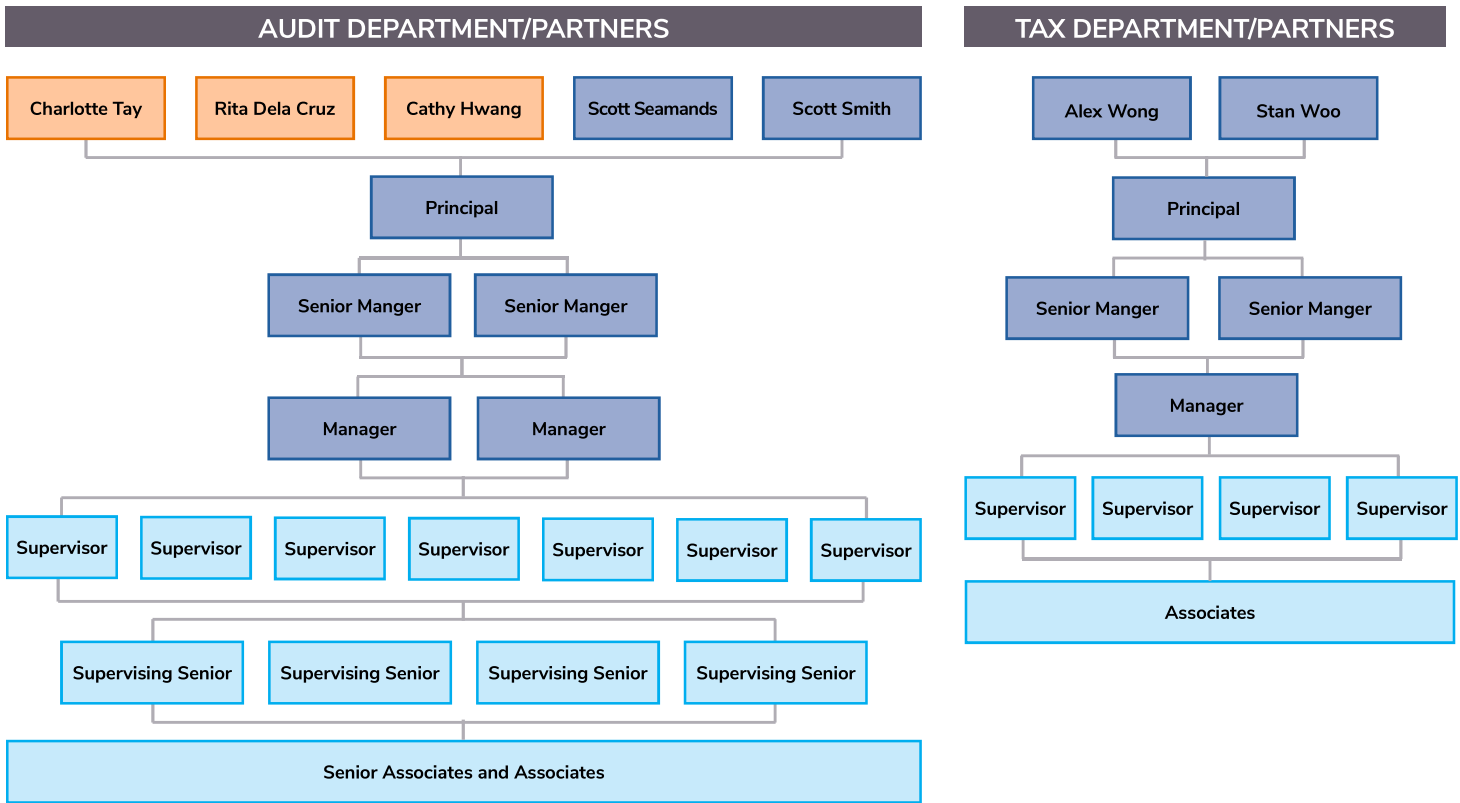 AUDIT DEPARTMENT/PARTNERS
Charlotte Tay
Rita Dela Cruz
Cathy Hwang
Scott Seamands
Scott Smith
Principal
Senior Manger
Senior Manger
Manager
Manager
Supervisor
Supervisor
Supervisor
Supervisor
Supervisor
Supervisor
Supervisor
Supervising Senior
Supervising Senior
Supervising Senior
Supervising Senior
Senior Associates and Associates
TAX DEPARTMENT/PARTNERS
Alex Wong
Stan Woo
Principal
Senior Manger
Senior Manger
Manager
Supervisor
Supervisor
Supervisor
Supervisor
Associates